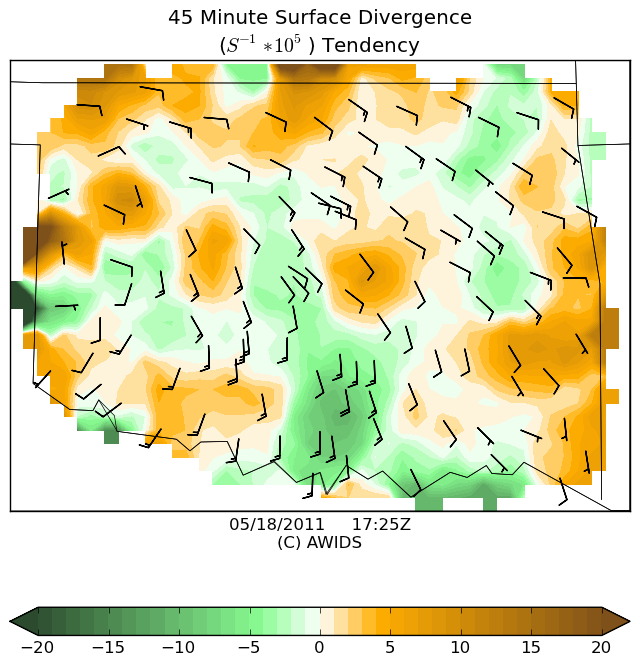 45 Minute Surface Divergence
(S⁻¹ *10⁵ ) Tendency
05/18/2011 17:25Z
(C) AWIDS
−20 −15 −10 −5 0 5 10 15 20